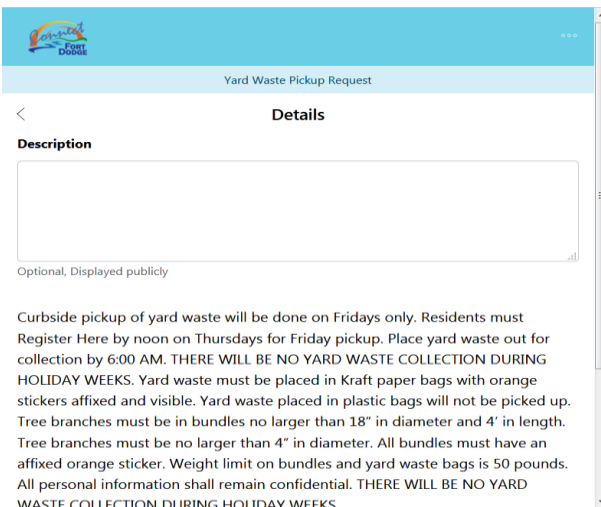 Connect
FORT
DODGE
Yard Waste Pickup Request
Details
Description
Optional, Displayed publicly
Curbside pickup of yard waste will be done on Fridays only. Residents must
Register Here by noon on Thursdays for Friday pickup. Place yard waste out for
collection by 6:00 AM. THERE WILL BE NO YARD WASTE COLLECTION DURING
HOLIDAY WEEKS. Yard waste must be placed in Kraft paper bags with orange
stickers affixed and visible. Yard waste placed in plastic bags will not be picked up.
Tree branches must be in bundles no larger than 18" in diameter and 4' in length.
Tree branches must be no larger than 4" in diameter. All bundles must have an
affixed orange sticker. Weight limit on bundles and yard waste bags is 50 pounds.
All personal information shall remain confidential. THERE WILL BE NO YARD
WASTE COLLECTION DURING HOLIDAY WEEKS